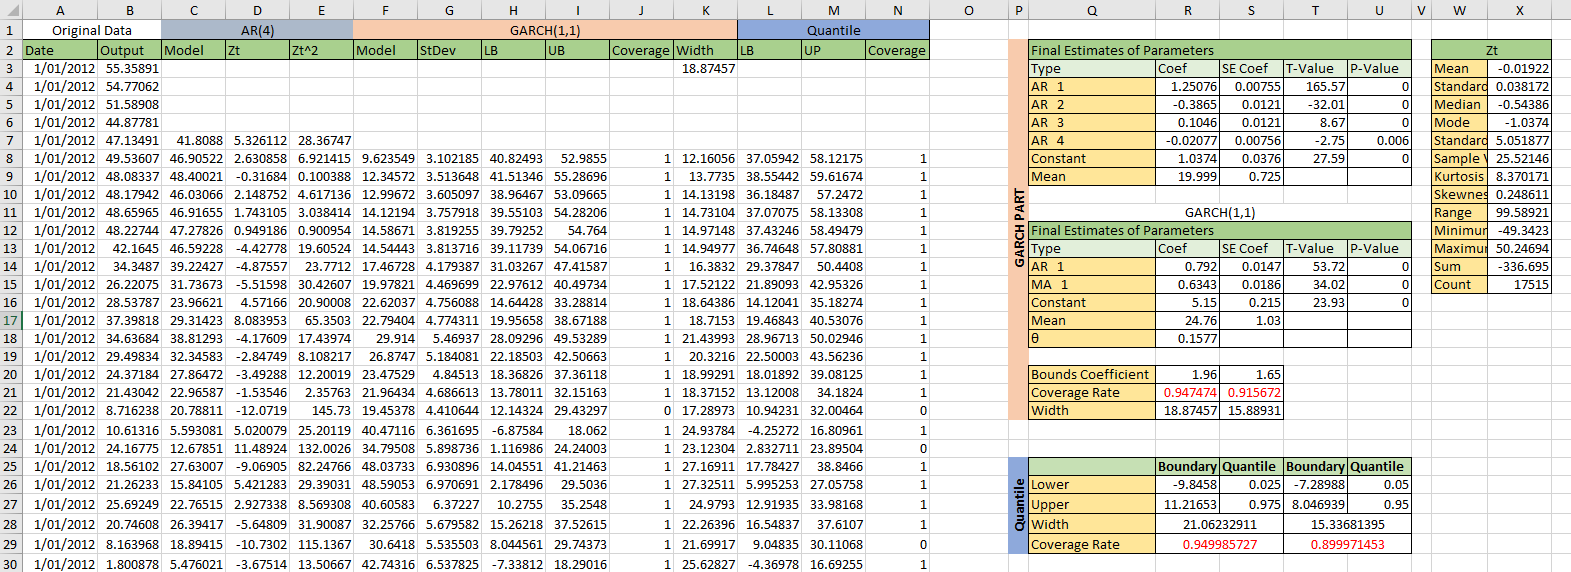 A B C D E F G H I J K L M N O P Q R S T U V W X
1 Original Data AR(4) GARCH(1,1) Quantile
2 Date Output Model Zt Zt^2 Model StDev LB UB Coverage Width LB UP Coverage Final Estimates of Parameters Zt
3 1/01/2012 55.35891 18.87457 Type Coef SE Coef T-Value P-Value Mean -0.01922
4 1/01/2012 54.77062 AR 1 1.25076 0.00755 165.57 0 Standard 0.038172
5 1/01/2012 51.58908 AR 2 -0.3865 0.0121 -32.01 0 Median -0.54386
6 1/01/2012 44.87781 AR 3 0.1046 0.0121 8.67 0 Mode -1.0374
7 1/01/2012 47.13491 41.8088 5.326112 28.36747 AR 4 -0.02077 0.00756 -2.75 0.006 Standard 5.051877
8 1/01/2012 49.53607 46.90522 2.630858 6.921415 9.623549 3.102185 40.82493 52.9855 1 12.16056 37.05942 58.12175 1 Constant 1.0374 0.0376 27.59 0 Sample V 25.52146
9 1/01/2012 48.08337 48.40021 -0.31684 0.100388 12.34572 3.513648 41.51346 55.28696 1 13.7735 38.55442 59.61674 1 Mean 19.999 0.725 Kurtosis 8.370171
10 1/01/2012 48.17942 46.03066 2.148752 4.617136 12.99672 3.605097 38.96467 53.09665 1 14.13198 36.18487 57.2472 1 Skewnes 0.248611
11 1/01/2012 48.65965 46.91655 1.743105 3.038414 14.12194 3.757918 39.55103 54.28206 1 14.73104 37.07075 58.13308 1 GARCH(1,1) Range 99.58921
12 1/01/2012 48.22744 47.27826 0.949186 0.900954 14.58671 3.819255 39.79252 54.764 1 14.97148 37.43246 58.49479 1 Final Estimates of Parameters Minimur -49.3423
13 1/01/2012 42.1645 46.59228 -4.42778 19.60524 14.54443 3.813716 39.11739 54.06716 1 14.94977 36.74648 57.80881 1 GARCH PART Type Coef SE Coef T-Value P-Value Maximur 50.24694
14 1/01/2012 34.3487 39.22427 -4.87557 23.7712 17.46728 4.179387 31.03267 47.41587 1 16.3832 29.37847 50.4408 1 AR 1 0.792 0.0147 53.72 0 Sum -336.695
15 1/01/2012 26.22075 31.73673 -5.51598 30.42607 19.97821 4.469699 22.97612 40.49734 1 17.52122 21.89093 42.95326 1 MA 1 0.6343 0.0186 34.02 0 Count 17515
16 1/01/2012 28.53787 23.96621 4.57166 20.90008 22.62037 4.756088 14.64428 33.28814 1 18.64386 14.12041 35.18274 1 Constant 5.15 0.215 23.93 0
17 1/01/2012 37.39818 29.31423 8.083953 65.3503 22.79404 4.774311 19.95658 38.67188 1 18.7153 19.46843 40.53076 1 Mean 24.76 1.03
18 1/01/2012 34.63684 38.81293 -4.17609 17.43974 29.914 5.46937 28.09296 49.53289 1 21.43993 28.96713 50.02946 1 θ 0.1577
19 1/01/2012 29.49834 32.34583 -2.84749 8.108217 26.8747 5.184081 22.18503 42.50663 1 20.3216 22.50003 43.56236 1
20 1/01/2012 24.37184 27.86472 -3.49288 12.20019 23.47529 4.84513 18.36826 37.36118 1 18.99291 18.01892 39.08125 1 Bounds Coefficient 1.96 1.65
21 1/01/2012 21.43042 22.96587 -1.53546 2.35763 21.96434 4.686613 13.78011 32.15163 1 18.37152 13.12008 34.1824 1 Coverage Rate 0.947474 0.915672
22 1/01/2012 8.716238 20.78811 -12.0719 145.73 19.45378 4.410644 12.14324 29.43297 0 17.28973 10.94231 32.00464 0 Width 18.87457 15.88931
23 1/01/2012 10.61316 5.593081 5.020079 25.20119 40.47116 6.361695 -6.87584 18.062 1 24.93784 -4.25272 16.80961 1
24 1/01/2012 24.16775 12.67851 11.48924 132.0026 34.79508 5.898736 1.116986 24.24003 1 23.12304 2.832711 23.89504 0
25 1/01/2012 18.56102 27.63007 -9.06905 82.24766 48.03733 6.930896 14.04551 41.21463 1 27.16911 17.78427 38.8466 1 Boundary Quantile Boundary Quantile
26 1/01/2012 21.26233 15.84105 5.421283 29.39031 48.59053 6.970691 2.178496 29.5036 1 27.32511 5.995253 27.05758 1 Lower -9.8458 0.025 -7.28988 0.05
27 1/01/2012 25.69249 22.76515 2.927338 8.569308 40.60583 6.37227 10.2755 35.2548 1 24.9793 12.91935 33.98168 1 Quantile Upper 11.21653 0.975 8.046939 0.95
28 1/01/2012 20.74608 26.39417 -5.64809 31.90087 32.25766 5.679582 15.26218 37.52615 1 22.26396 16.54837 37.6107 1 Width 21.06232911 15.33681395
29 1/01/2012 8.163968 18.89415 -10.7302 115.1367 30.6418 5.535503 8.044561 29.74373 1 21.69917 9.04835 30.11068 0 Coverage Rate 0.949985727 0.899971453
30 1/01/2012 1.800878 5.476021 -3.67514 13.50667 42.74316 6.537825 -7.33812 18.29016 1 25.62827 -4.36978 16.69255 1